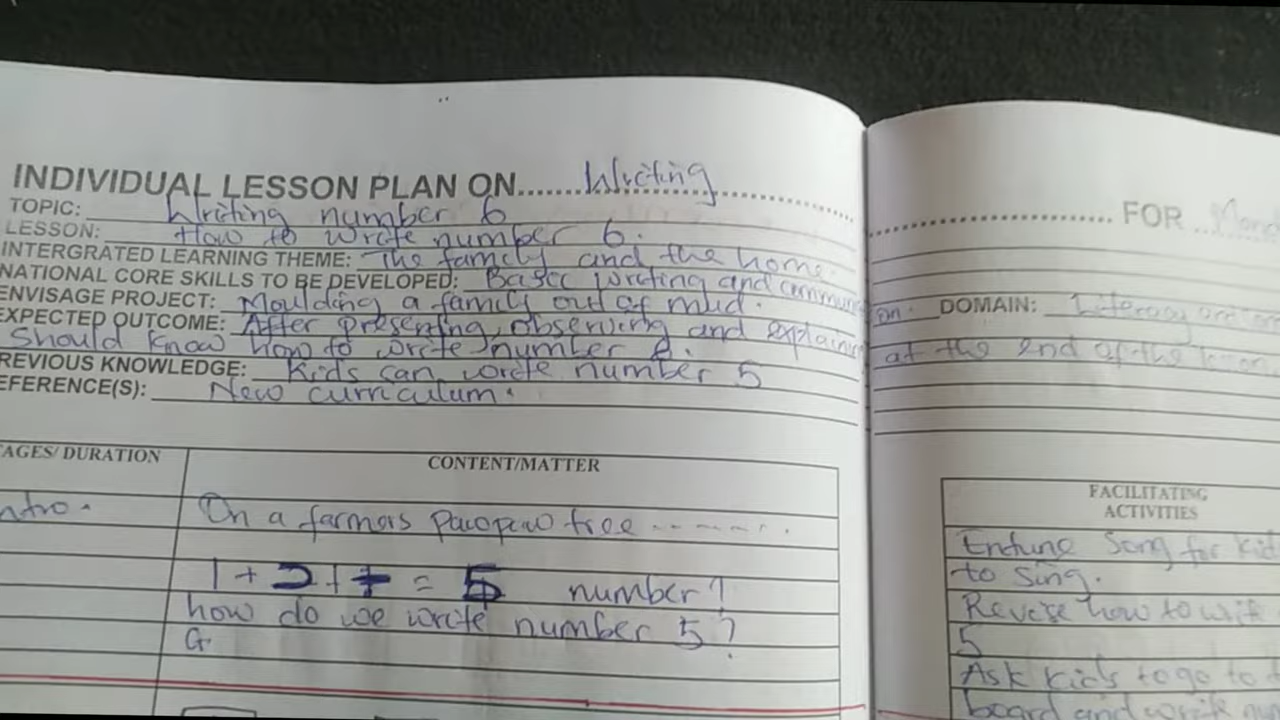 INDIVIDUAL LESSON PLAN ON...... Writing
TOPIC: Writing number 6
LESSON: How to write number 6.
INTERGRATED LEARNING THEME: The family and the home.
NATIONAL CORE SKILLS TO BE DEVELOPED: Basic writing and
ENVISAGE PROJECT: Moulding a family out of mud.
EXPECTED OUTCOME: After presenting, observing and
Should know how to write number 6.
REVIOUS KNOWLEDGE: Kids can write number 5
EFERENCE(S): New curriculum.
AGES/ DURATION CONTENT/MATTER
ntro. On a farmers pawpaw tree
= 5 number?
how do we write number 5?
FOR
DOMAIN: Literacy
at the end of the lesson
FACILITATING
ACTIVITIES
Song for kid
to sing.
how to write
5
Ask kids to go to
board and write